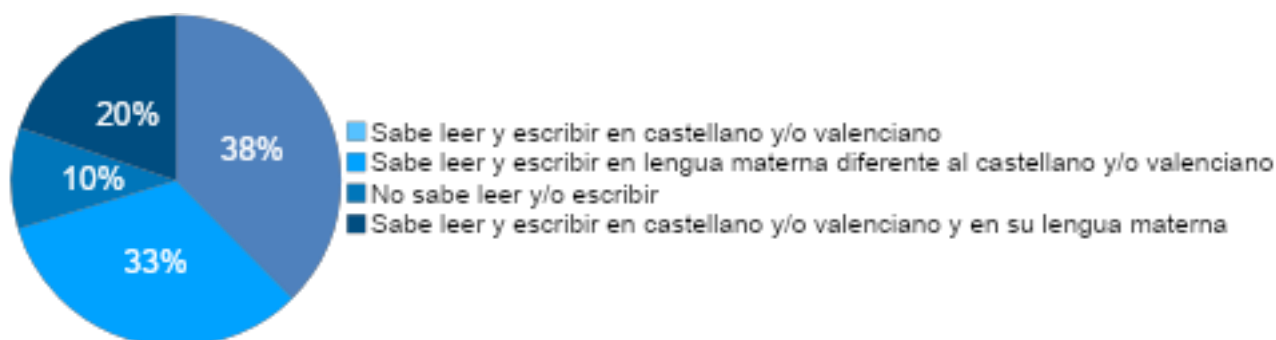 20%
38%
10%
33%
Sabe leer y escribir en castellano y/o valenciano
Sabe leer y escribir en lengua materna diferente al castellano y/o valenciano
No sabe leer y/o escribir
Sabe leer y escribir en castellano y/o valenciano y en su lengua materna